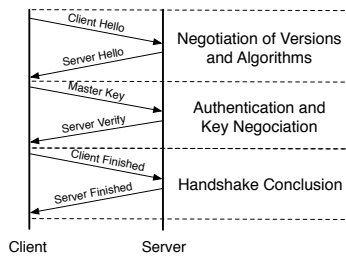 Client Hello
Server Hello
Negotiation of Versions
and Algorithms
Master Key
Server Verify
Authentication and
Key Negociation
Client Finished
Server Finished
Handshake Conclusion
Client
Server